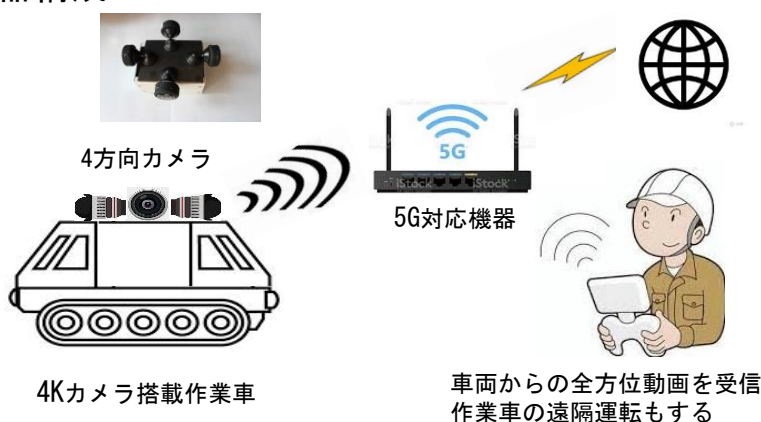 4方向カメラ
5G
iStock
iStock
5G対応機器
4Kカメラ搭載作業車
車両からの全方位動画を受信
作業車の遠隔運転もする